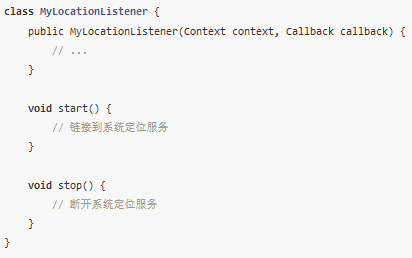 class MyLocationListener {
    public MyLocationListener(Context context, Callback callback) {
        // ...
    }

    void start() {
        // 链接到系统定位服务
    }

    void stop() {
        // 断开系统定位服务
    }
}